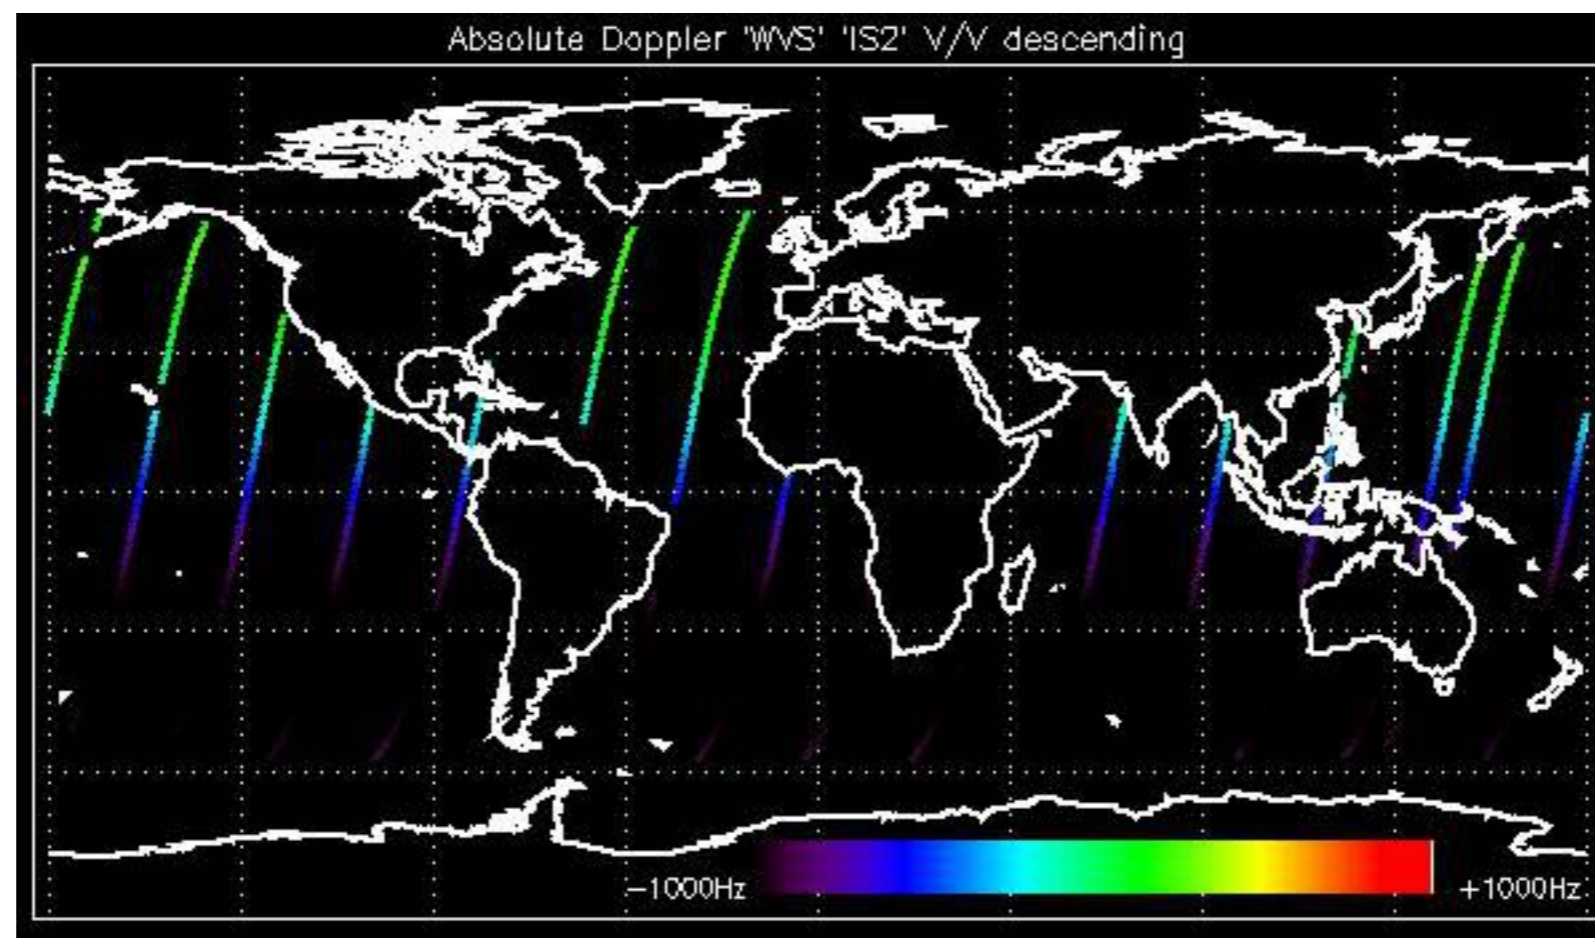 Absolute Doppler 'WVS' 'IS2' V/V descending
−1000Hz
+1000Hz